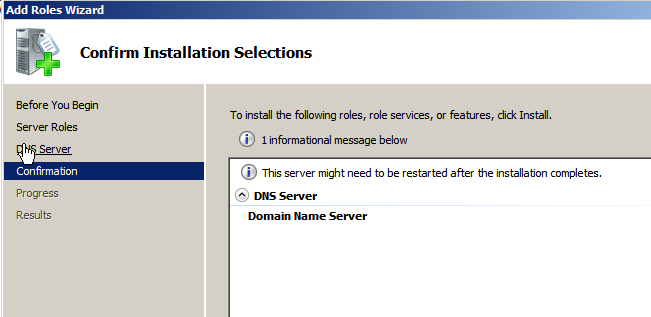 Add Roles Wizard
Confirm Installation Selections
Before You Begin
Server Roles
DNS Server
Confirmation
Progress
Results
To install the following roles, role services, or features, click Install.
1 informational message below
This server might need to be restarted after the installation completes.
DNS Server
Domain Name Server